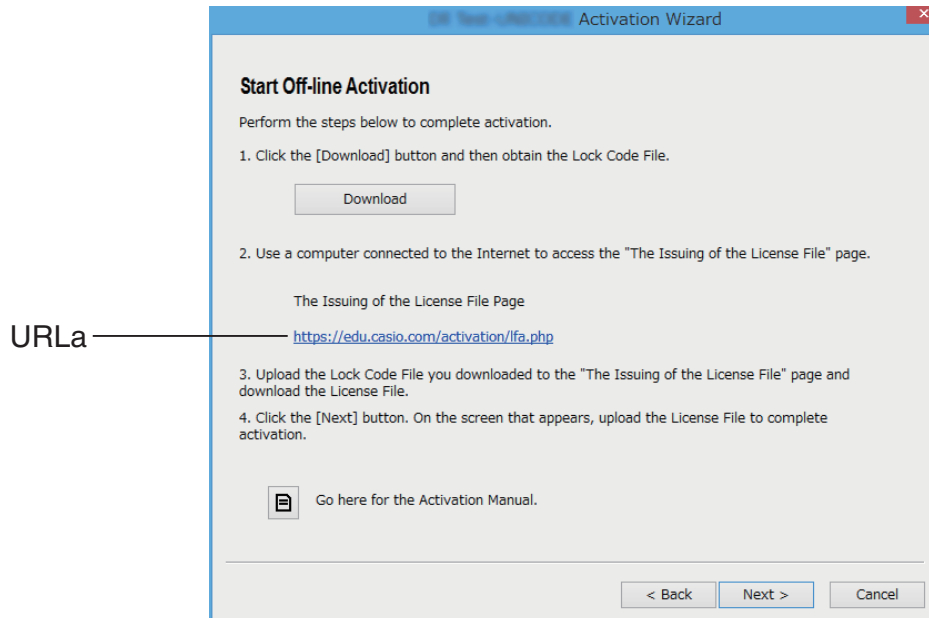 Activation Wizard
Start Off-line Activation
Perform the steps below to complete activation.
1. Click the [Download] button and then obtain the Lock Code File.
Download
2. Use a computer connected to the Internet to access the "The Issuing of the License File" page.
The Issuing of the License File Page
URLa
https://edu.casio.com/activation/lfa.php
3. Upload the Lock Code File you downloaded to the "The Issuing of the License File" page and
download the License File.
4. Click the [Next] button. On the screen that appears, upload the License File to complete
activation.
Go here for the Activation Manual.
< Back Next > Cancel